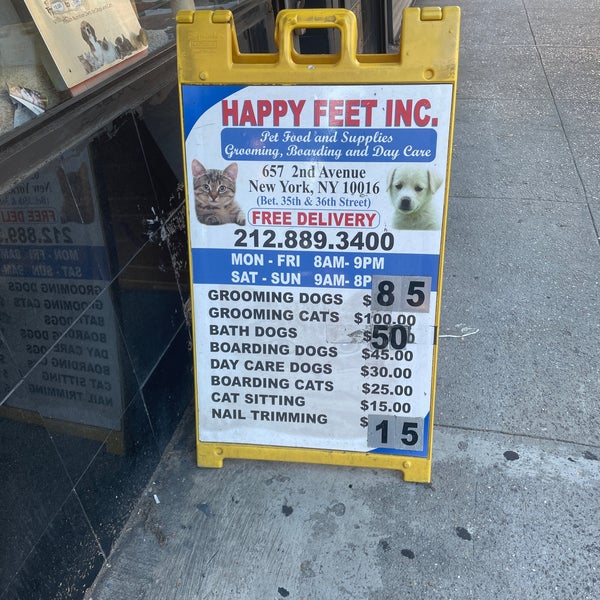 HAPPY FEET INC.
Pet Food and Supplies
Grooming, Boarding and Day Care
657 2nd Avenue
New York, NY 10016
(Bet. 35th & 36th Street)
FREE DELIVERY
212.889.3400
MON - FRI 8AM- 9PM
SAT - SUN 9AM- 8P
GROOMING DOGS $85
GROOMING CATS $100.00
BATH DOGS $50
BOARDING DOGS $45.00
DAY CARE DOGS $30.00
BOARDING CATS $25.00
CAT SITTING $15.00
NAIL TRIMMING $15